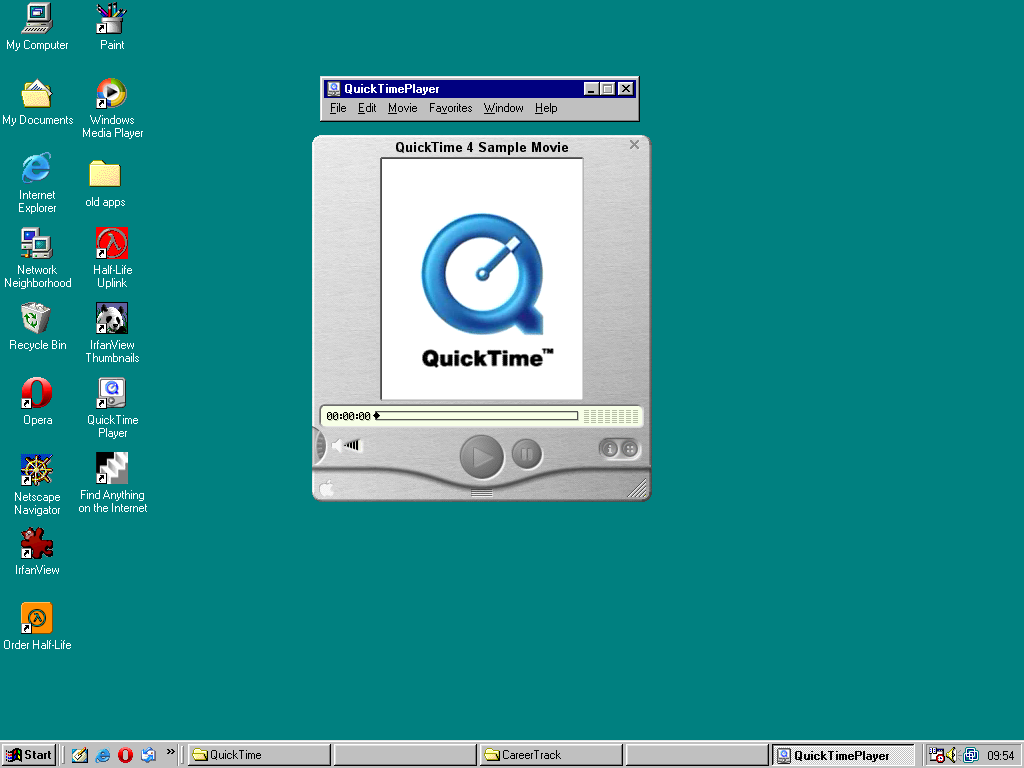 My Computer
Paint
My Documents
Windows
Media Player
Internet
Explorer
old apps
Network
Neighborhood
Half-Life
Uplink
Recycle Bin
IrfanView
Thumbnails
Opera
QuickTime
Player
Netscape
Navigator
Find Anything
on the Internet
IrfanView
Order Half-Life
QuickTimePlayer
File Edit Movie Favorites Window Help
QuickTime 4 Sample Movie
QuickTime™
00:00:00
Start » QuickTime CareerTrack QuickTimePlayer 09:54